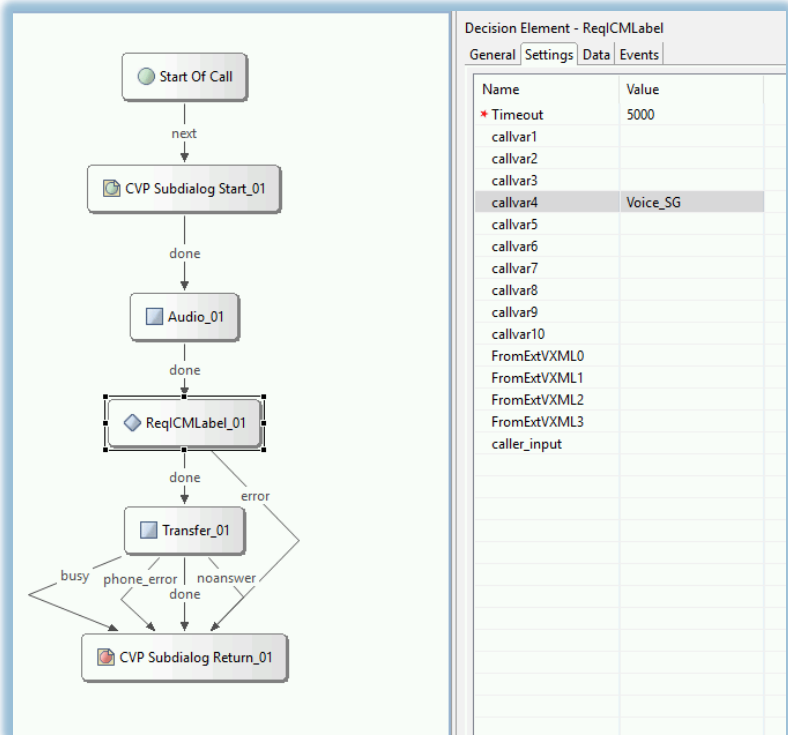 Start Of Call
next
CVP Subdialog Start_01
done
Audio_01
done
ReqICMLabel_01
done
error
Transfer_01
busy
phone_error
noanswer
done
CVP Subdialog Return_01
Decision Element - ReqICMLabel
General Settings Data Events
Name Value
* Timeout 5000
callvar1
callvar2
callvar3
callvar4 Voice_SG
callvar5
callvar6
callvar7
callvar8
callvar9
callvar10
FromExtVXML0
FromExtVXML1
FromExtVXML2
FromExtVXML3
caller_input